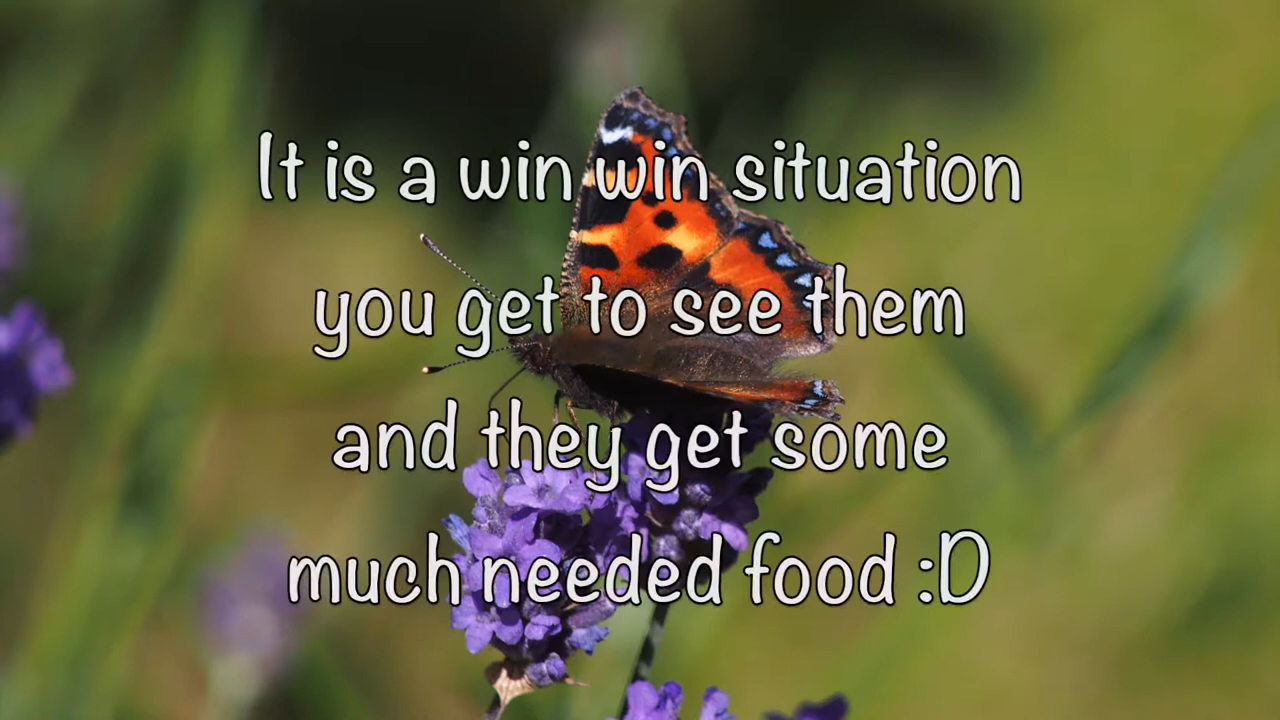 It is a win win situation
you get to see them
and they get some
much needed food :D